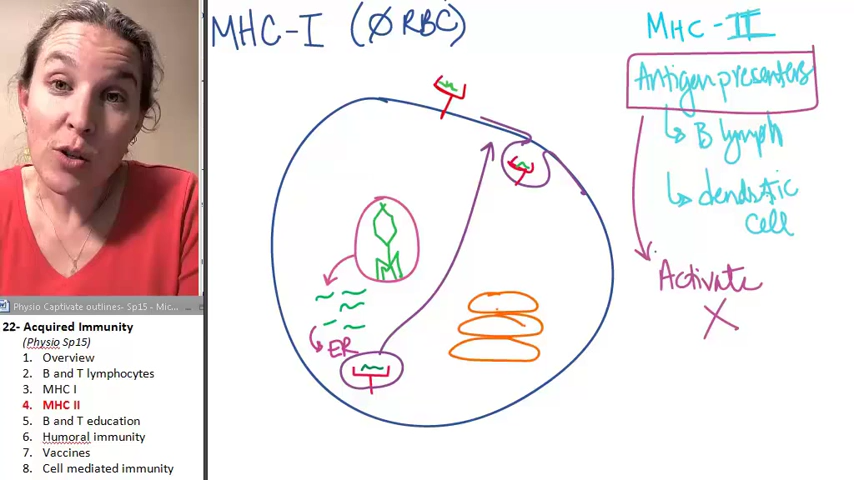 MHC-I (Ø RBC)
MHC-II
Antigen presenters
B lymph
dendritic
cell
Activate
ER
Physio Captivate outlines- Sp15 - Mic...
22- Acquired Immunity
(Physio Sp15)
1. Overview
2. B and T lymphocytes
3. MHC I
4. MHC II
5. B and T education
6. Humoral immunity
7. Vaccines
8. Cell mediated immunity